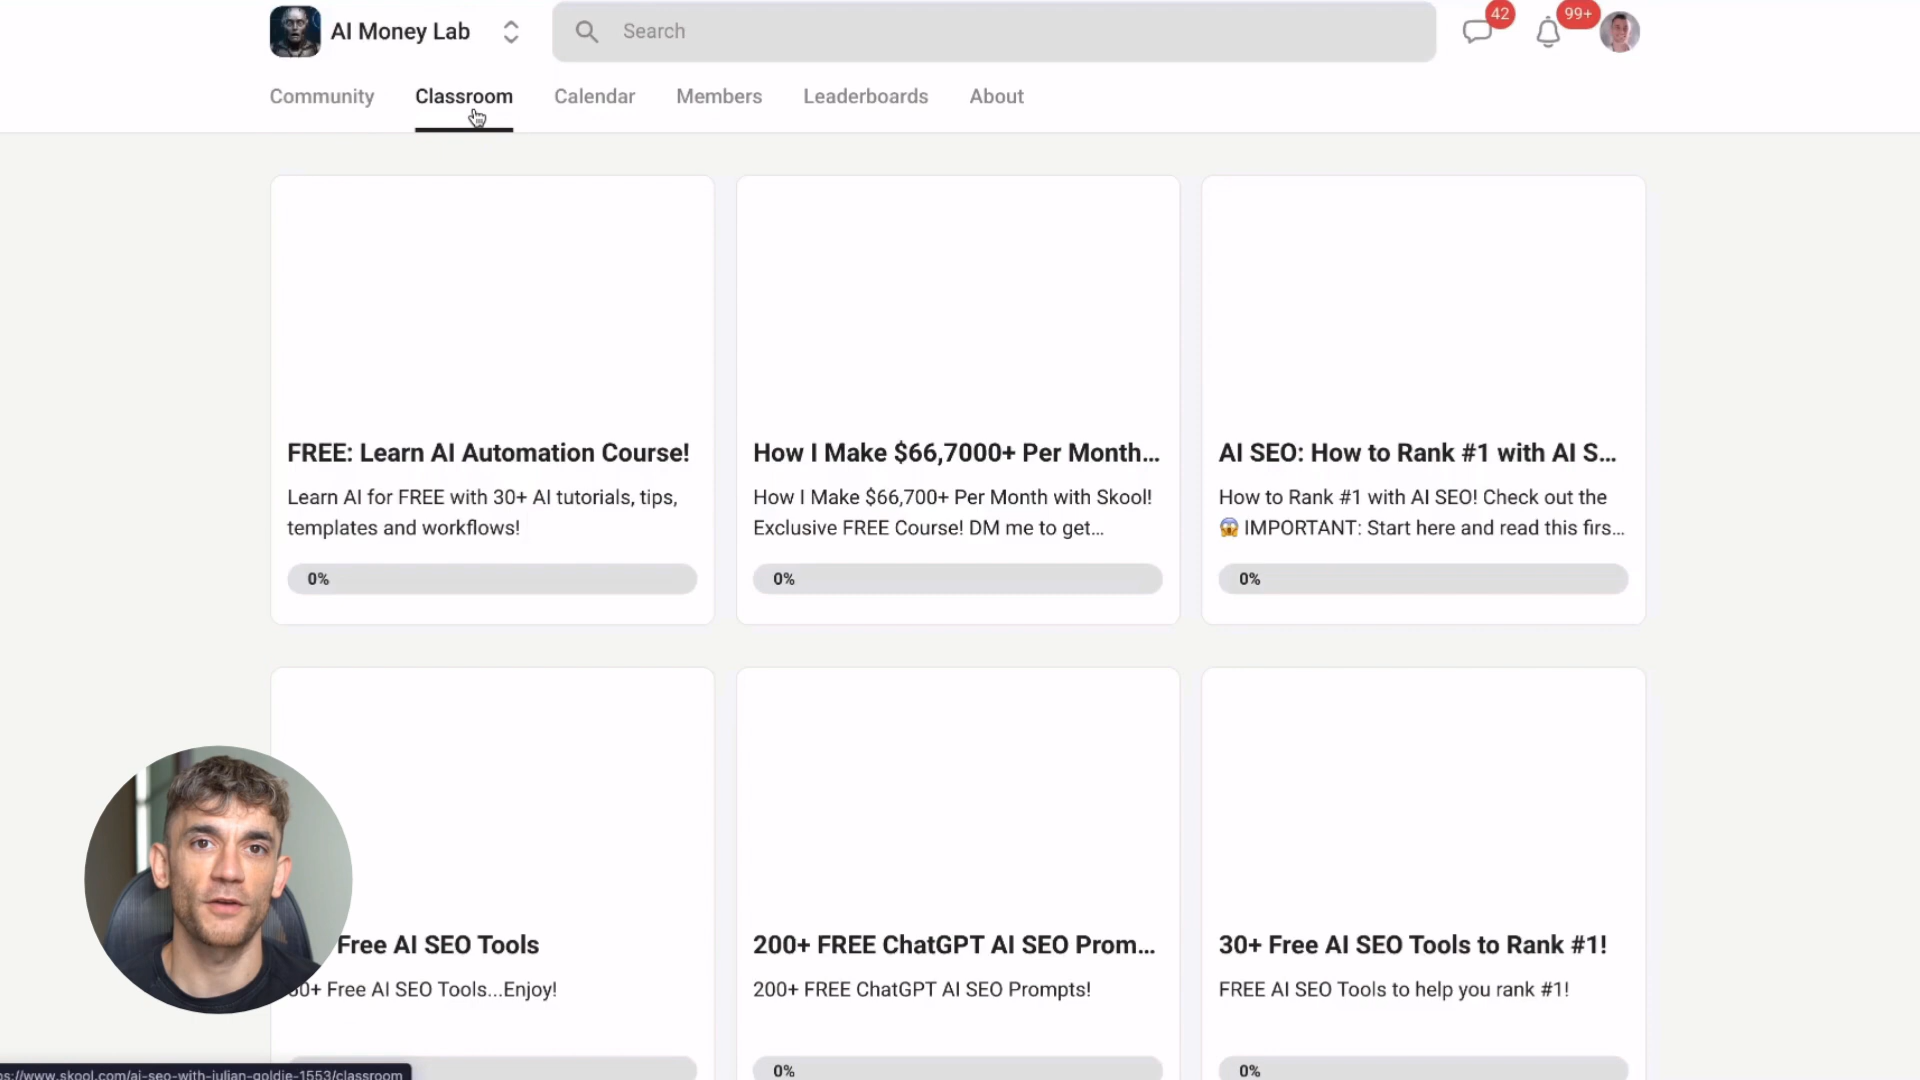 AI Money Lab
Search
42
99+
Community Classroom Calendar Members Leaderboards About
FREE: Learn AI Automation Course!
Learn AI for FREE with 30+ AI tutorials, tips,
templates and workflows!
0%
How I Make $66,7000+ Per Month...
How I Make $66,700+ Per Month with Skool!
Exclusive FREE Course! DM me to get...
0%
AI SEO: How to Rank #1 with AI S...
How to Rank #1 with AI SEO! Check out the
😱 IMPORTANT: Start here and read this firs...
0%
Free AI SEO Tools
Free AI SEO Tools...Enjoy!
200+ FREE ChatGPT AI SEO Prom...
200+ FREE ChatGPT AI SEO Prompts!
0%
30+ Free AI SEO Tools to Rank #1!
FREE AI SEO Tools to help you rank #1!
0%
ps://www.skool.com/ai-seo-with-julian-goldie-1553/classroom